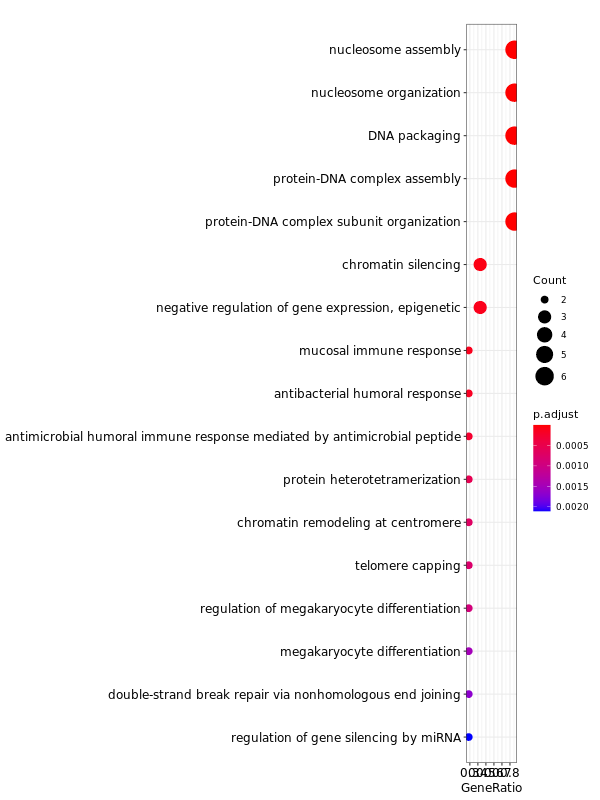 nucleosome assembly
nucleosome organization
DNA packaging
protein-DNA complex assembly
protein-DNA complex subunit organization
chromatin silencing
negative regulation of gene expression, epigenetic
mucosal immune response
antibacterial humoral response
antimicrobial humoral immune response mediated by antimicrobial peptide
protein heterotetramerization
chromatin remodeling at centromere
telomere capping
regulation of megakaryocyte differentiation
megakaryocyte differentiation
double-strand break repair via nonhomologous end joining
regulation of gene silencing by miRNA
GeneRatio
Count
2
3
4
5
6
p.adjust
0.0005
0.0010
0.0015
0.0020